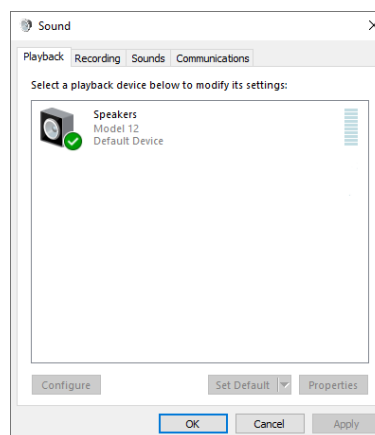 Sound
Playback Recording Sounds Communications
Select a playback device below to modify its settings:
Speakers
Model 12
Default Device
Configure Set Default Properties
OK Cancel Apply